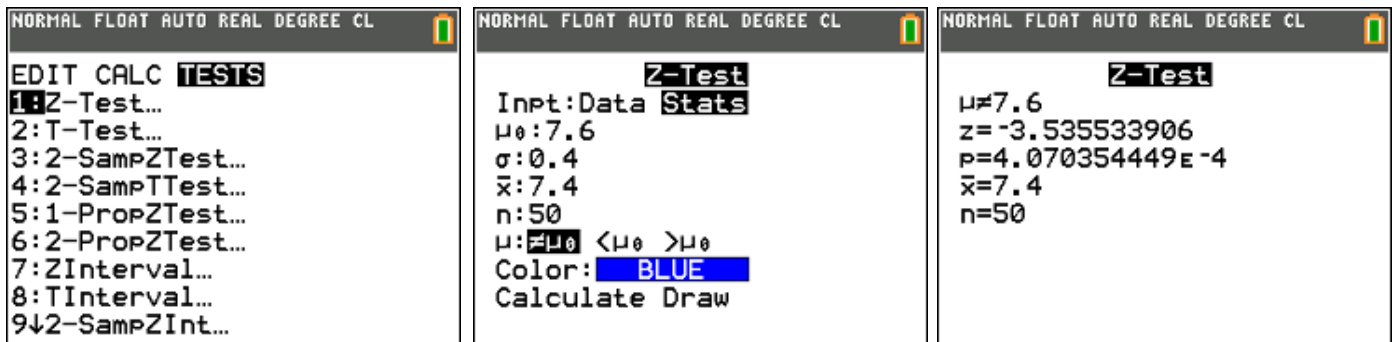 NORMAL FLOAT AUTO REAL DEGREE CL
EDIT CALC TESTS
1:Z-Test…
2:T-Test…
3:2-SampZTest…
4:2-SampTTest…
5:1-PropZTest…
6:2-PropZTest…
7:ZInterval…
8:TInterval…
9↓2-SampZInt…
NORMAL FLOAT AUTO REAL DEGREE CL
Z-Test
Inpt:Data Stats
μ₀:7.6
σ:0.4
x̄:7.4
n:50
μ:≠μ₀ <μ₀ >μ₀
Color: BLUE
Calculate Draw
NORMAL FLOAT AUTO REAL DEGREE CL
Z-Test
μ≠7.6
z=-3.535533906
p=4.070354449ᴇ-4
x̄=7.4
n=50